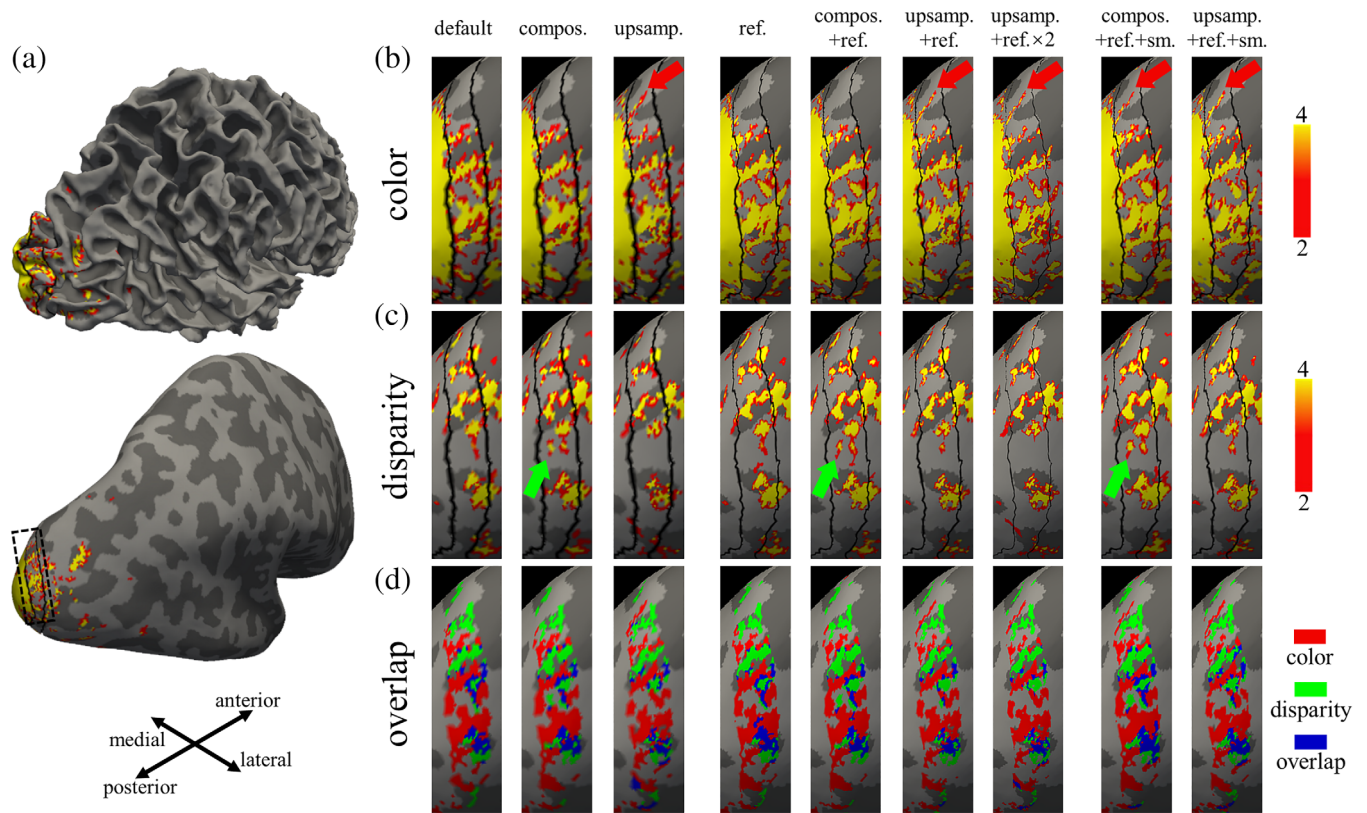 (a)
default
compos.
upsamp.
ref.
compos.
+ref.
upsamp.
+ref.
upsamp.
+ref.×2
compos.
+ref.+sm.
upsamp.
+ref.+sm.
(b)
color
4
2
(c)
disparity
4
2
(d)
overlap
color
disparity
overlap
anterior
medial
lateral
posterior